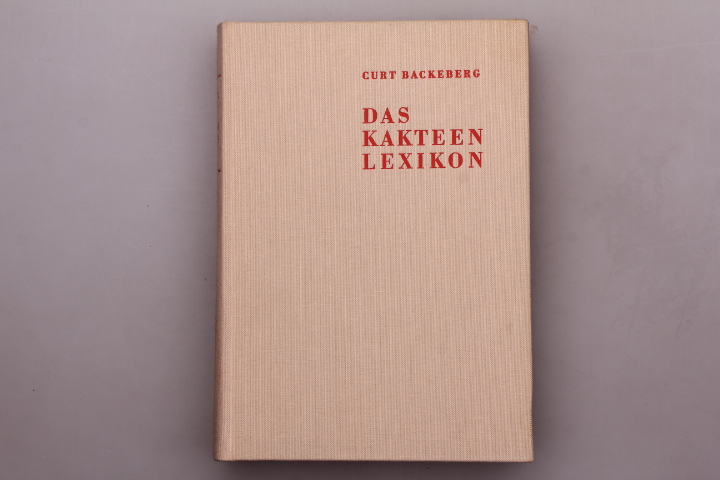 CURT BACKEBERG
DAS
KAKTEEN
LEXIKON